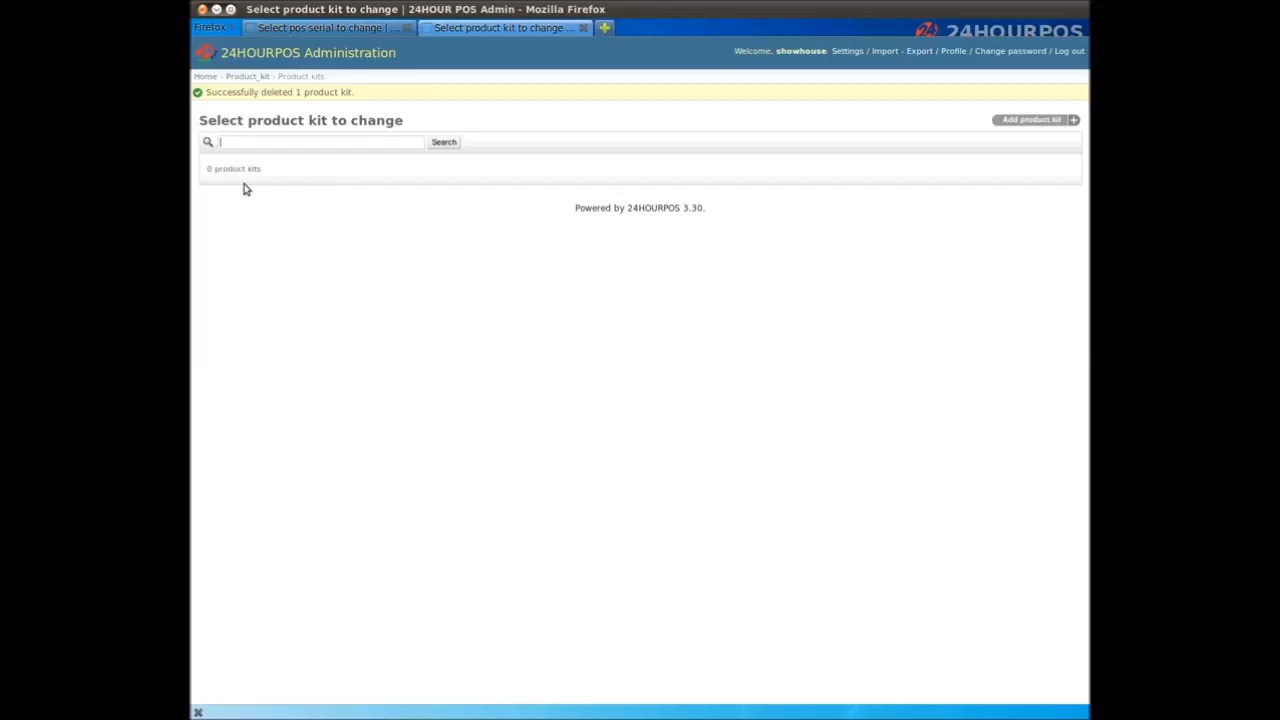 Select product kit to change | 24HOUR POS Admin - Mozilla Firefox
Firefox Select pos serial to change | ... Select product kit to change ... 24HOURPOS
24HOURPOS Administration Welcome, showhouse. Settings / Import - Export / Profile / Change password / Log out
Home › Product_kit › Product kits
Successfully deleted 1 product kit.
Select product kit to change Add product kit +
Search
0 product kits
Powered by 24HOURPOS 3.30.